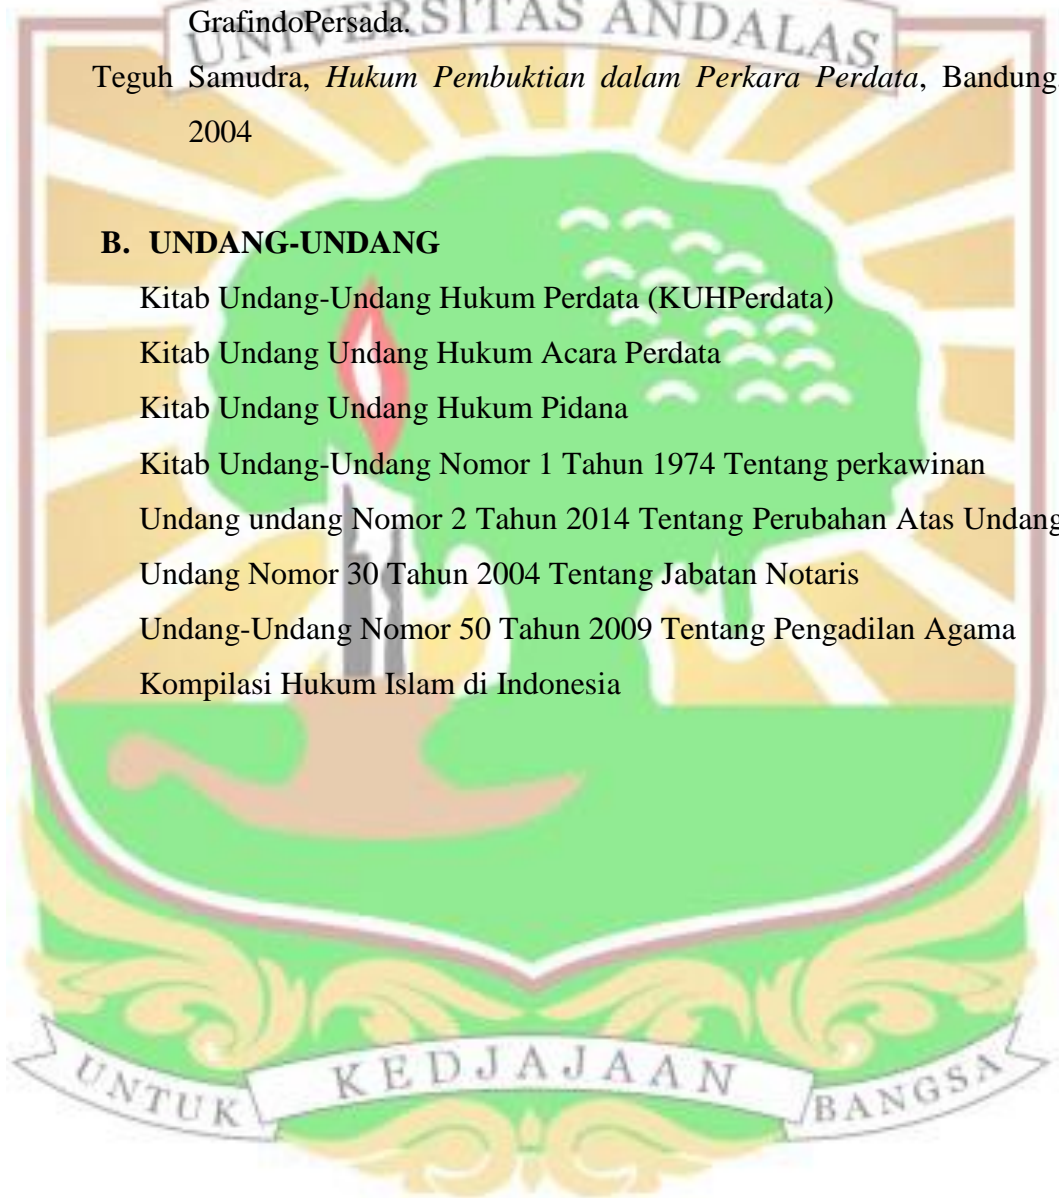 GrafindoPersada.
UNIVERSITAS ANDALAS
Teguh Samudra, Hukum Pembuktian dalam Perkara Perdata, Bandung.
2004
B. UNDANG-UNDANG
Kitab Undang-Undang Hukum Perdata (KUHPerdata)
Kitab Undang Undang Hukum Acara Perdata
Kitab Undang Undang Hukum Pidana
Kitab Undang-Undang Nomor 1 Tahun 1974 Tentang perkawinan
Undang undang Nomor 2 Tahun 2014 Tentang Perubahan Atas Undang
Undang Nomor 30 Tahun 2004 Tentang Jabatan Notaris
Undang-Undang Nomor 50 Tahun 2009 Tentang Pengadilan Agama
Kompilasi Hukum Islam di Indonesia
UNTUK KEDJAJAAN BANGSA